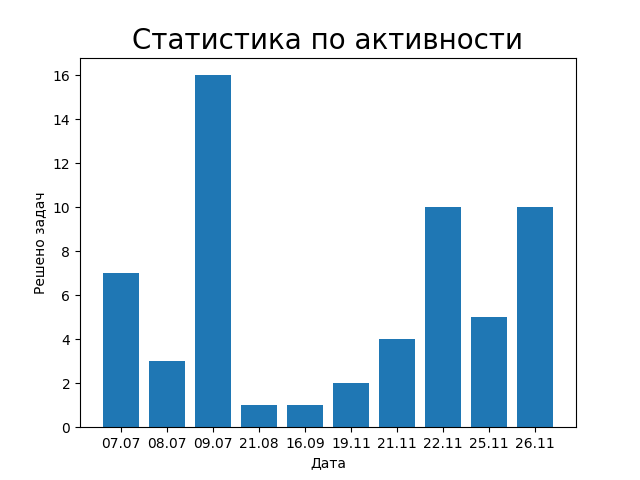 Статистика по активности
Решено задач
16
14
12
10
8
6
4
2
0
07.07 08.07 09.07 21.08 16.09 19.11 21.11 22.11 25.11 26.11
Дата